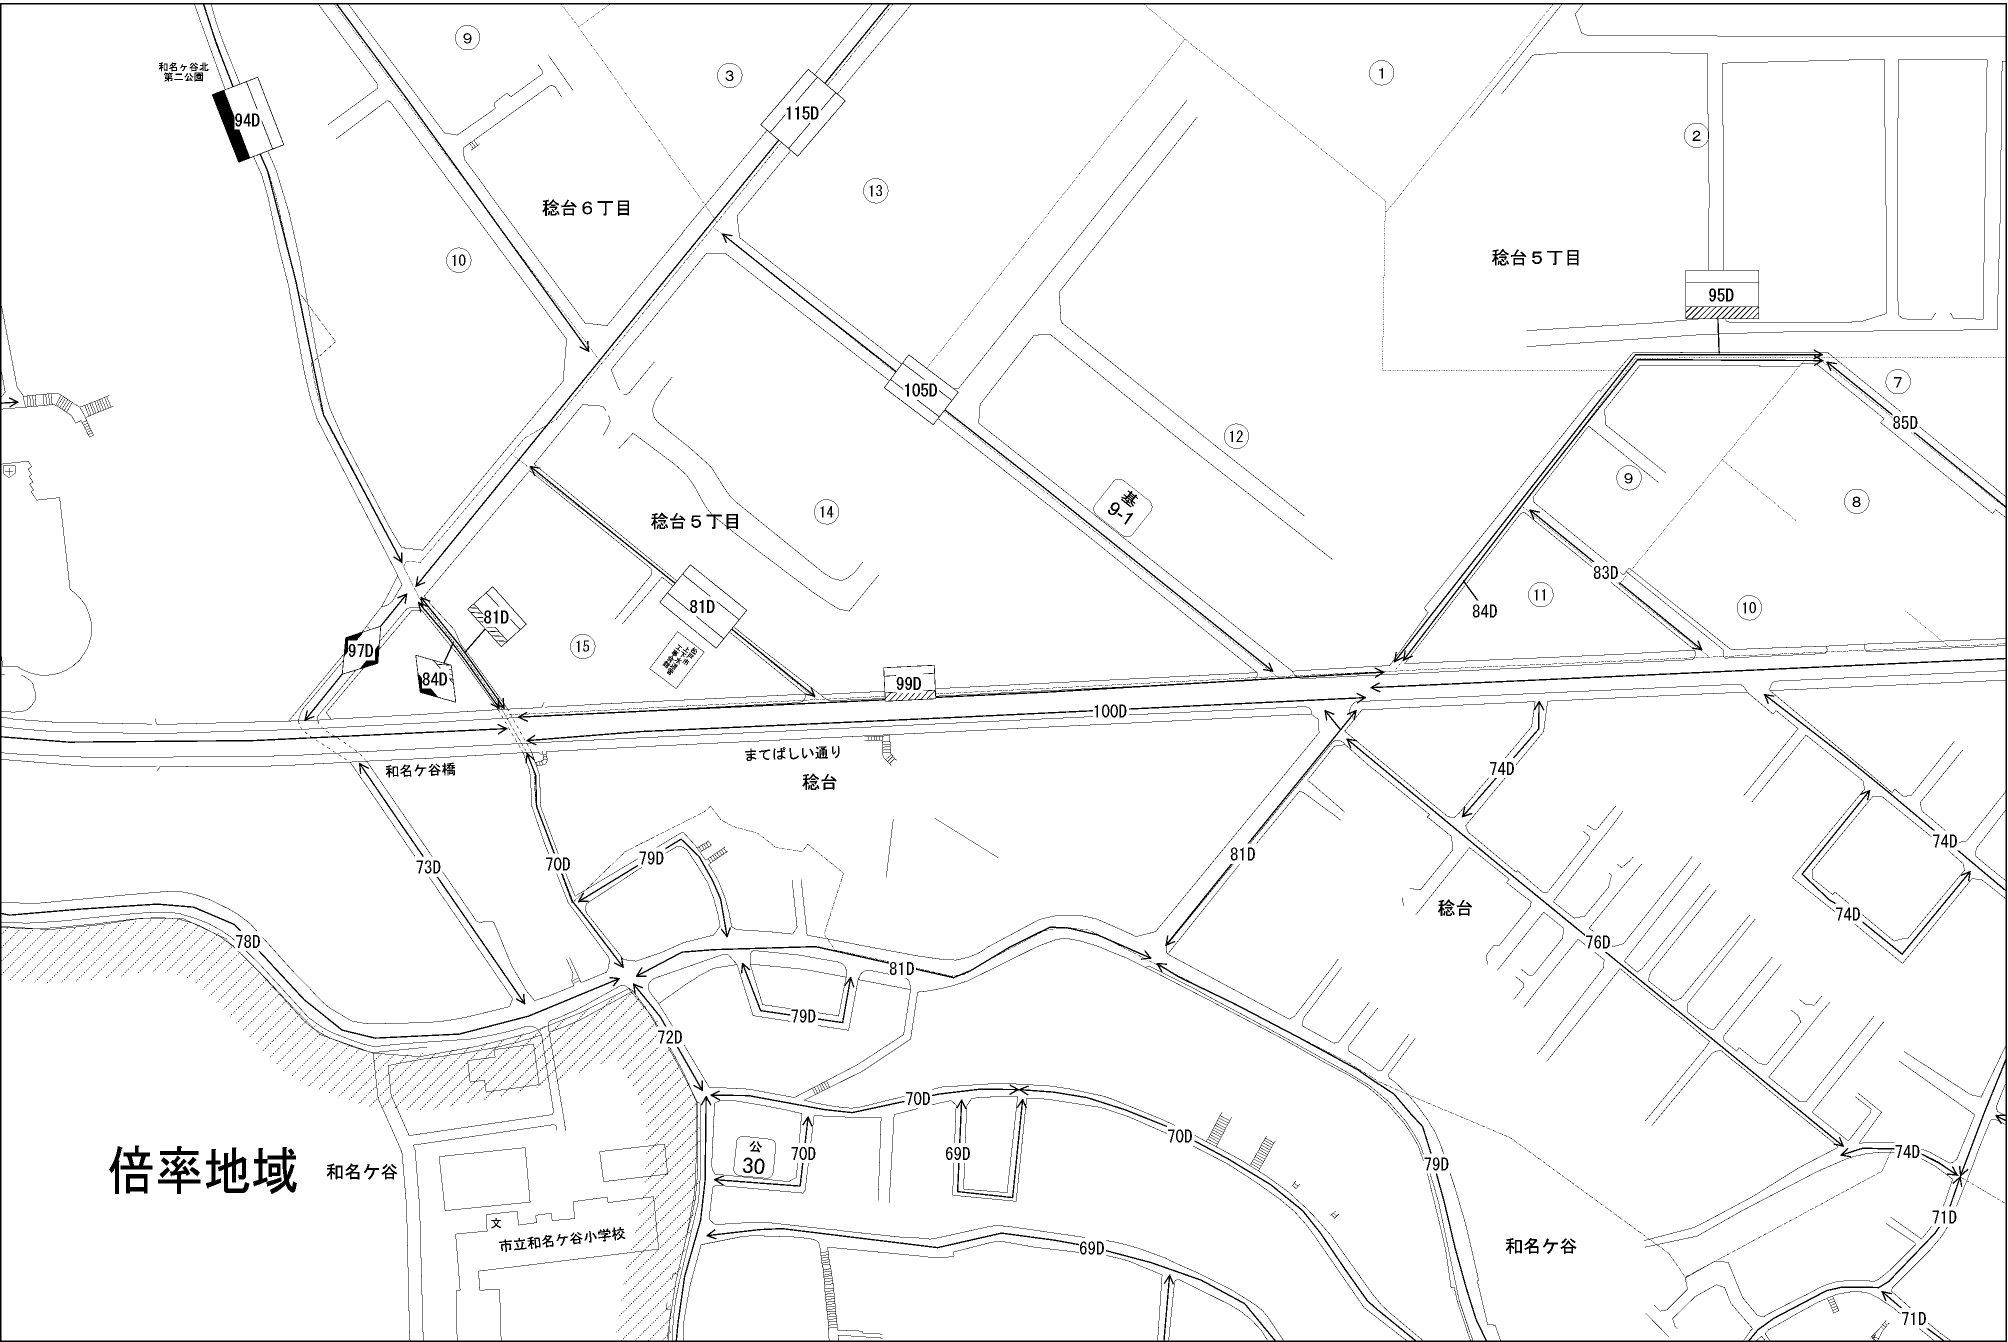 ⑨
③
①
和名ヶ谷北
第二公園
115D
94D
②
⑬
稔台６丁目
⑩
稔台５丁目
95D
⑦
105D
85D
⑫
⑨
⑧
基
9-1
⑭
稔台５丁目
83D
⑪
84D
⑩
81D
81D
⑮
97D
84D
99D
100D
まてばしい通り
和名ケ谷橋
稔台
74D
73D
70D
79D
81D
74D
稔台
74D
78D
76D
81D
79D
72D
70D
70D
公
30
70D
69D
74D
79D
倍率地域
和名ケ谷
文
市立和名ケ谷小学校
71D
69D
和名ケ谷
71D